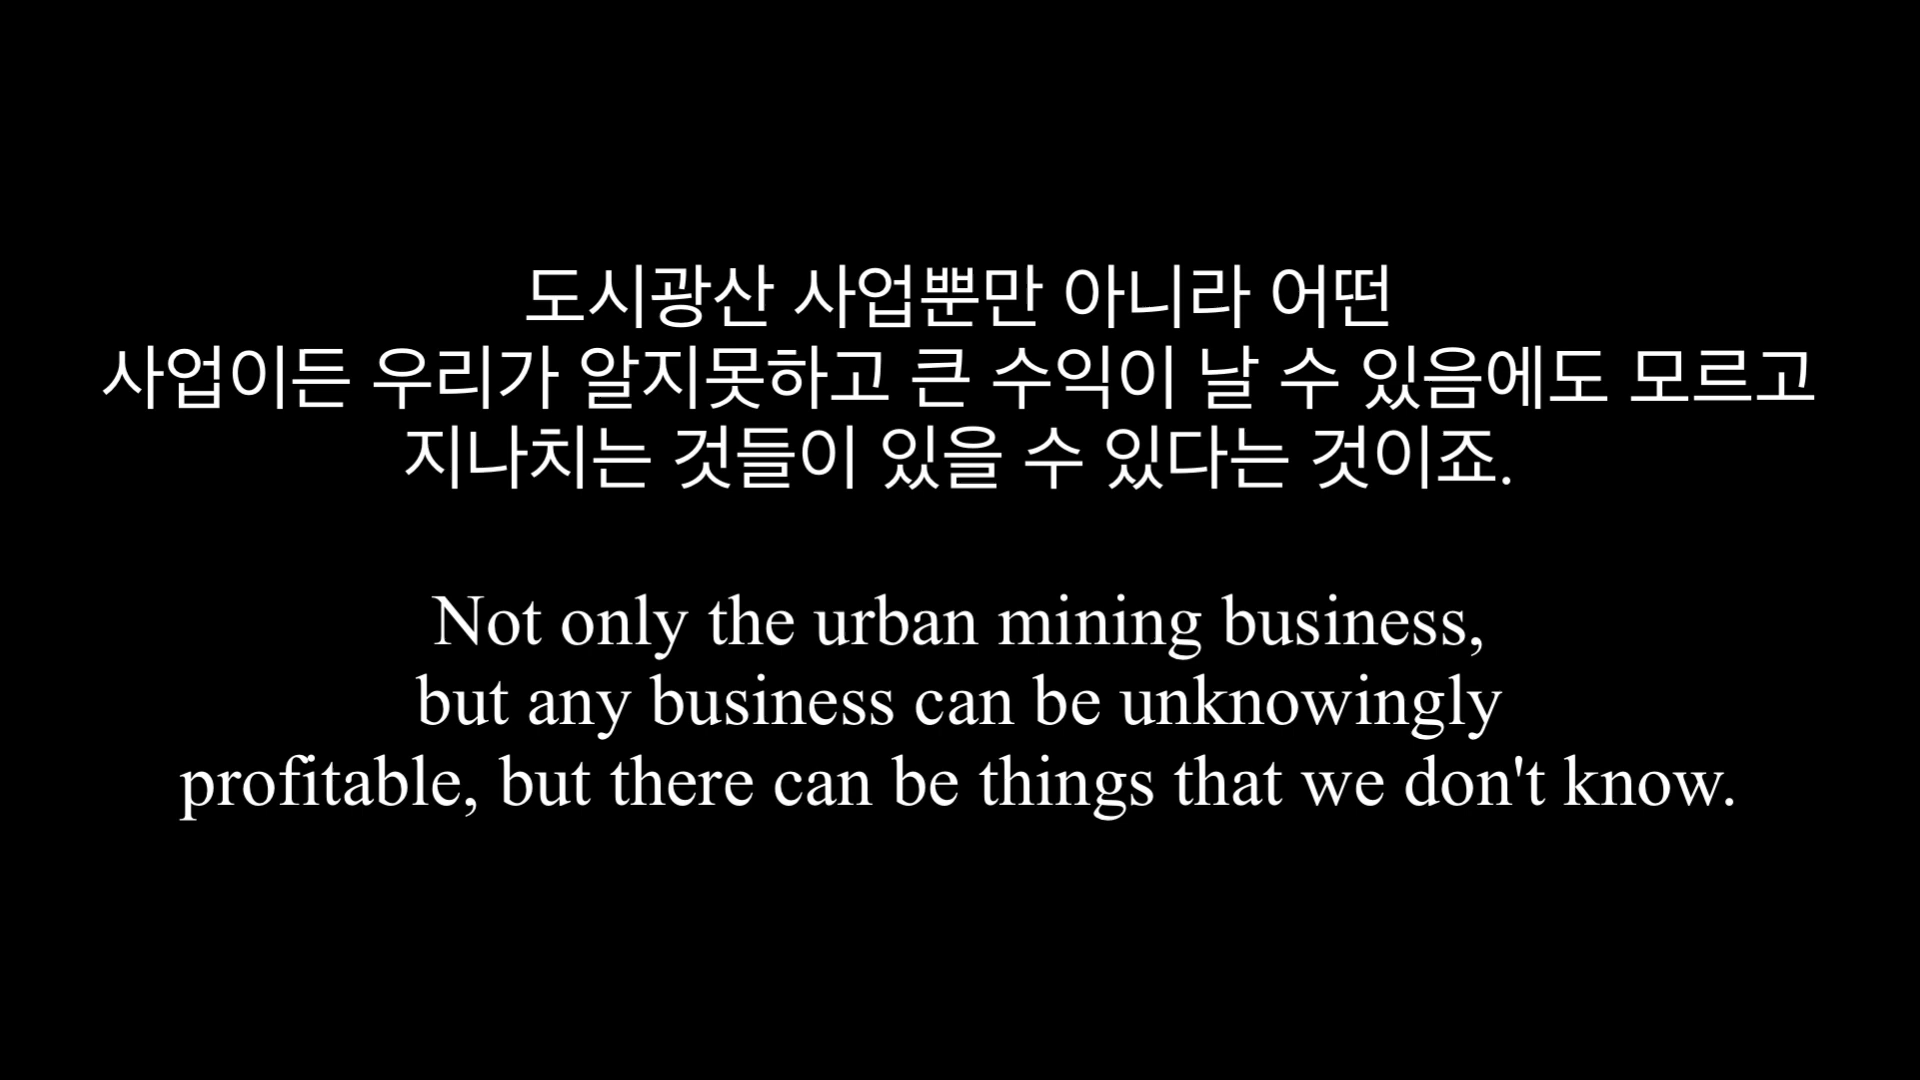 도시광산 사업뿐만 아니라 어떤
사업이든 우리가 알지못하고 큰 수익이 날 수 있음에도 모르고
지나치는 것들이 있을 수 있다는 것이죠.
Not only the urban mining business,
but any business can be unknowingly
profitable, but there can be things that we don't know.